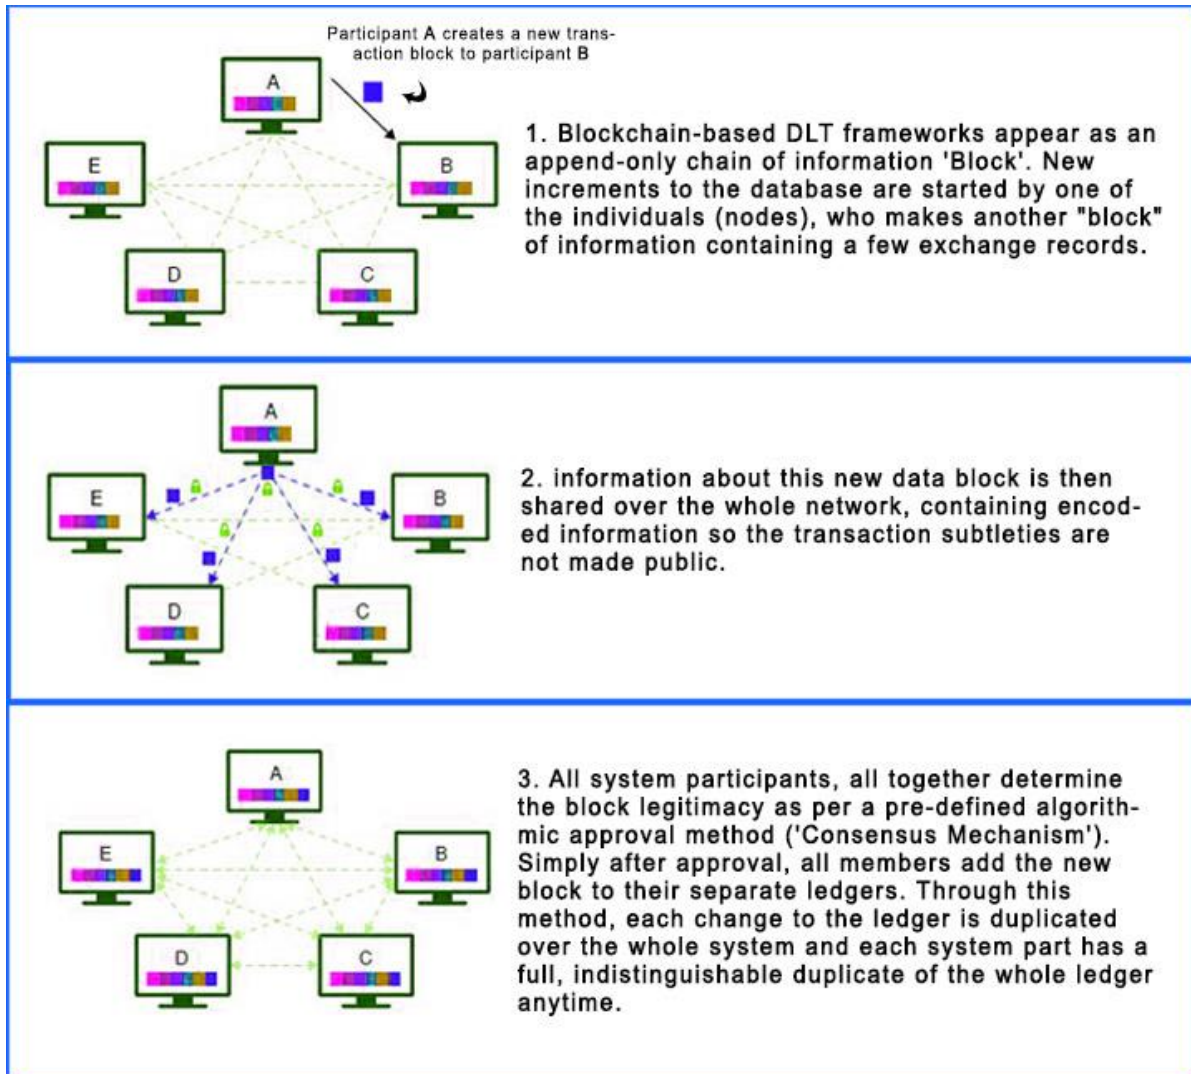 Participant A creates a new trans-
action block to participant B
A
E
B
D
C
1. Blockchain-based DLT frameworks appear as an
append-only chain of information 'Block'. New
increments to the database are started by one of
the individuals (nodes), who makes another "block"
of information containing a few exchange records.
A
E
B
D
C
2. information about this new data block is then
shared over the whole network, containing encod-
ed information so the transaction subtleties are
not made public.
A
E
B
D
C
3. All system participants, all together determine
the block legitimacy as per a pre-defined algorith-
mic approval method ('Consensus Mechanism').
Simply after approval, all members add the new
block to their separate ledgers. Through this
method, each change to the ledger is duplicated
over the whole system and each system part has a
full, indistinguishable duplicate of the whole ledger
anytime.